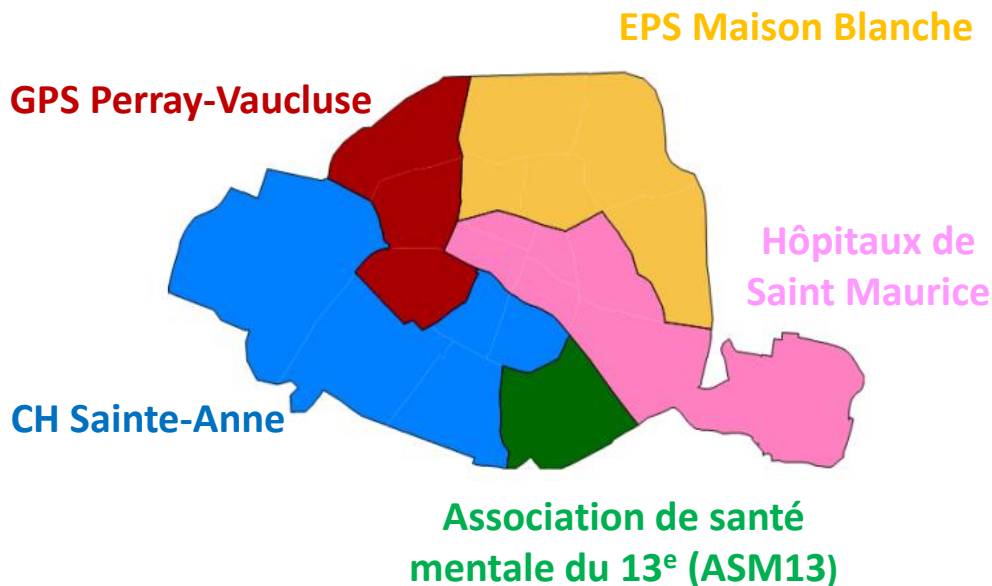 EPS Maison Blanche
GPS Perray-Vaucluse
Hôpitaux de
Saint Maurice
CH Sainte-Anne
Association de santé
mentale du 13e (ASM13)